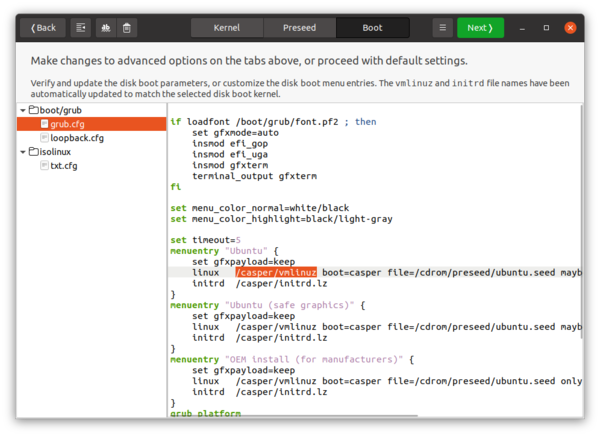 ❬Back
Kernel
Preseed
Boot
Next❭
Make changes to advanced options on the tabs above, or proceed with default settings.
Verify and update the disk boot parameters, or customize the disk boot menu entries. The vmlinuz and initrd file names have been
automatically updated to match the selected disk boot kernel.
boot/grub
grub.cfg
loopback.cfg
isolinux
txt.cfg
if loadfont /boot/grub/font.pf2 ; then
set gfxmode=auto
insmod efi_gop
insmod efi_uga
insmod gfxterm
terminal_output gfxterm
fi
set menu_color_normal=white/black
set menu_color_highlight=black/light-gray
set timeout=5
menuentry "Ubuntu" {
set gfxpayload=keep
linux /casper/vmlinuz boot=casper file=/cdrom/preseed/ubuntu.seed mayb
initrd /casper/initrd.lz
}
menuentry "Ubuntu (safe graphics)" {
set gfxpayload=keep
linux /casper/vmlinuz boot=casper file=/cdrom/preseed/ubuntu.seed mayb
initrd /casper/initrd.lz
}
menuentry "OEM install (for manufacturers)" {
set gfxpayload=keep
linux /casper/vmlinuz boot=casper file=/cdrom/preseed/ubuntu.seed only
initrd /casper/initrd.lz
}
grub_platform